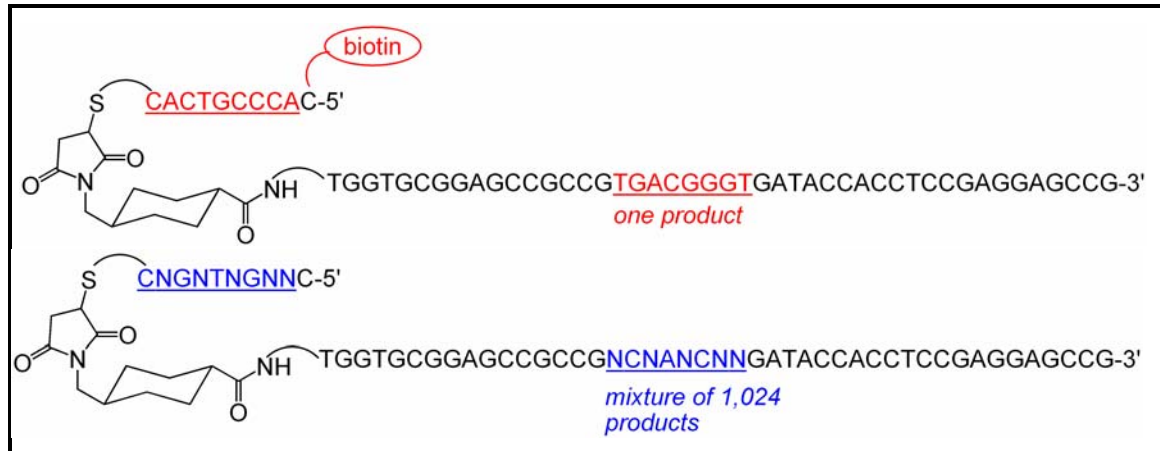 biotin
S CACTGCCCAC-5'
O
O N NH TGGTGCGGAGCCGCCGTGACGGGTGATACCACCTCCGAGGAGCCG-3'
O one product
S CNGNTNGNNC-5'
O
O N NH TGGTGCGGAGCCGCCGNCNANCNNGATACCACCTCCGAGGAGCCG-3'
O mixture of 1,024
products